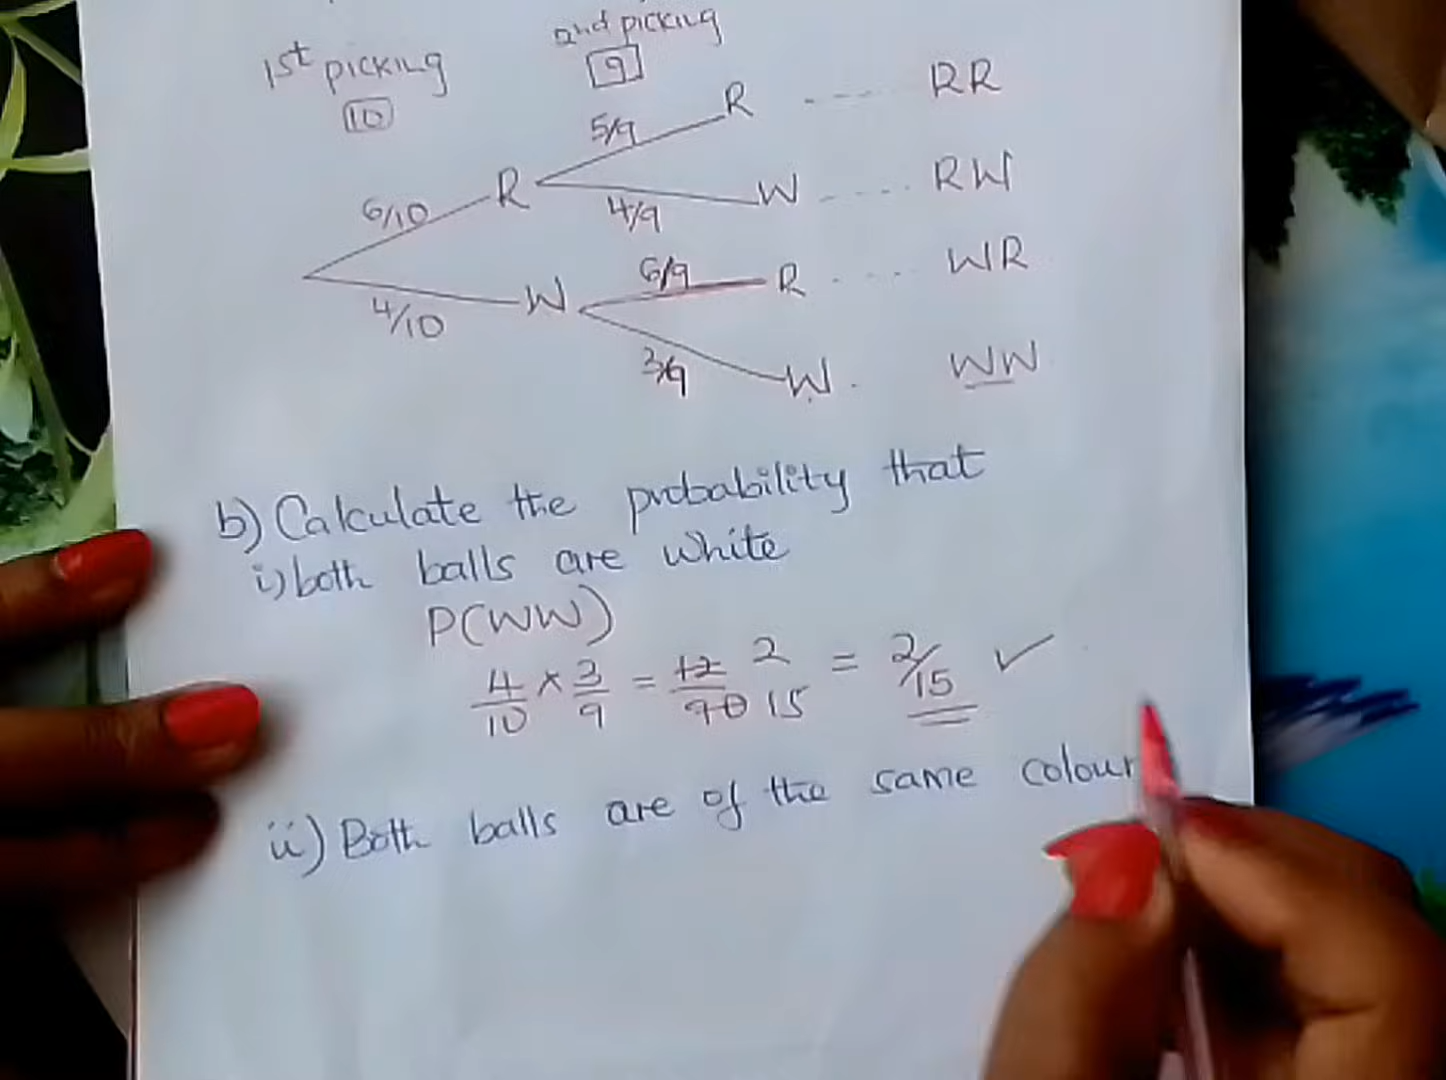 1st picking
2nd picking
10
9
5/9
R
RR
6/10
R
4/9
W
RW
4/10
W
6/9
R
WR
3/9
W
WW
b) Calculate the probability that
i) both balls are white
P(WW)
4/10 × 3/9 = 12/90 2/15 = 2/15 ✓
ii) Both balls are of the same colour